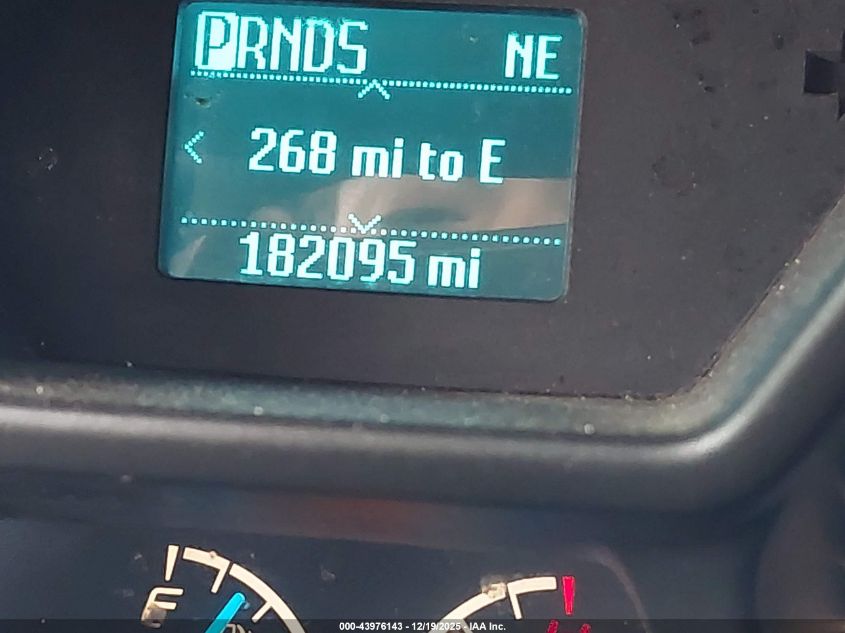 PRNDS NE
268 mi to E
182095 mi
F
000-43976143 - 12/19/2025 - IAA Inc.